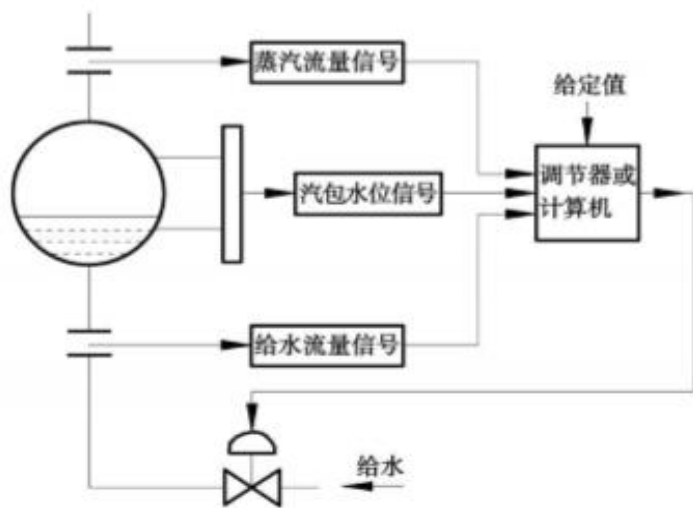 蒸汽流量信号
给定值
汽包水位信号
调节器或
计算机
给水流量信号
给水